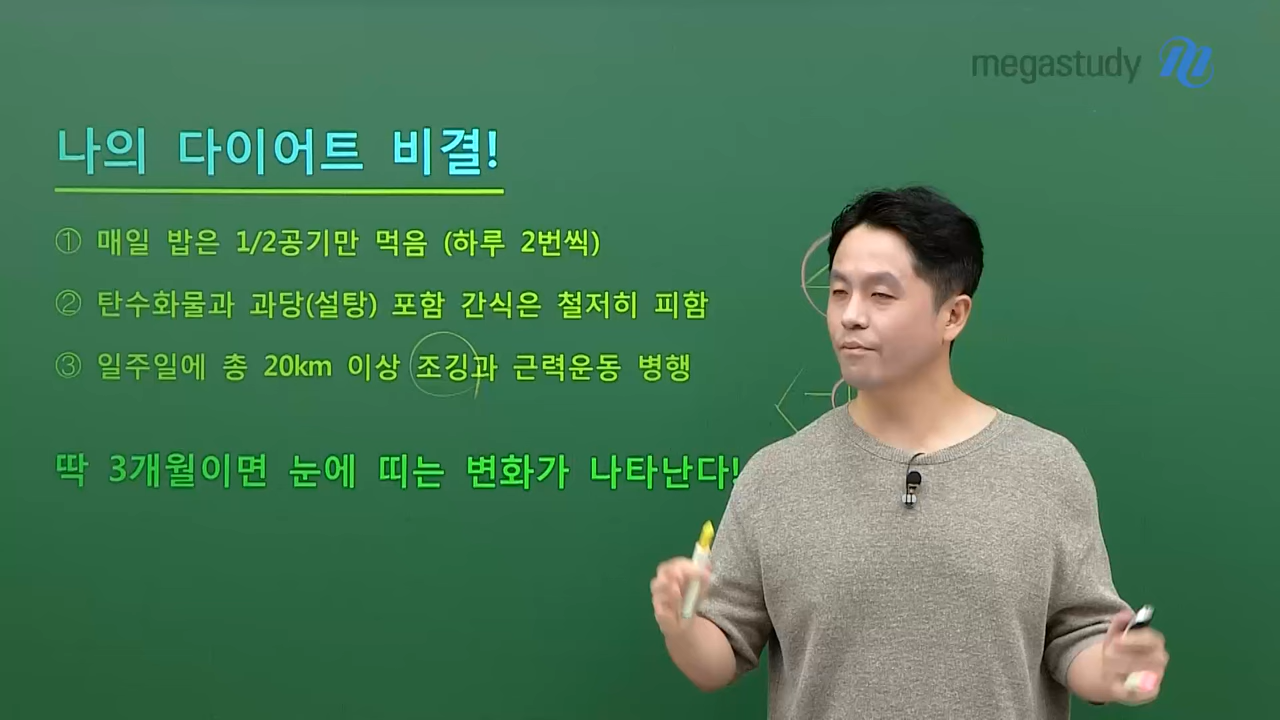 megastudy
나의 다이어트 비결!
① 매일 밥은 1/2공기만 먹음 (하루 2번씩)
② 탄수화물과 과당(설탕) 포함 간식은 철저히 피함
③ 일주일에 총 20km 이상 조깅과 근력운동 병행
딱 3개월이면 눈에 띠는 변화가 나타난다!